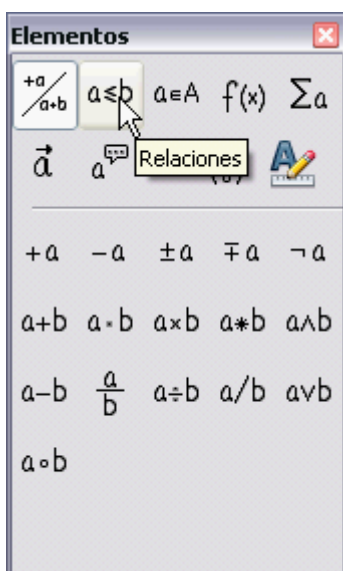 Elementos
+a/a+b a≤b a∈A f(x) Σa
a⃗ a Relaciones
+a −a ±a ∓a ¬a
a+b a·b a×b a∗b a∧b
a−b a/b a÷b a/b a∨b
a∘b